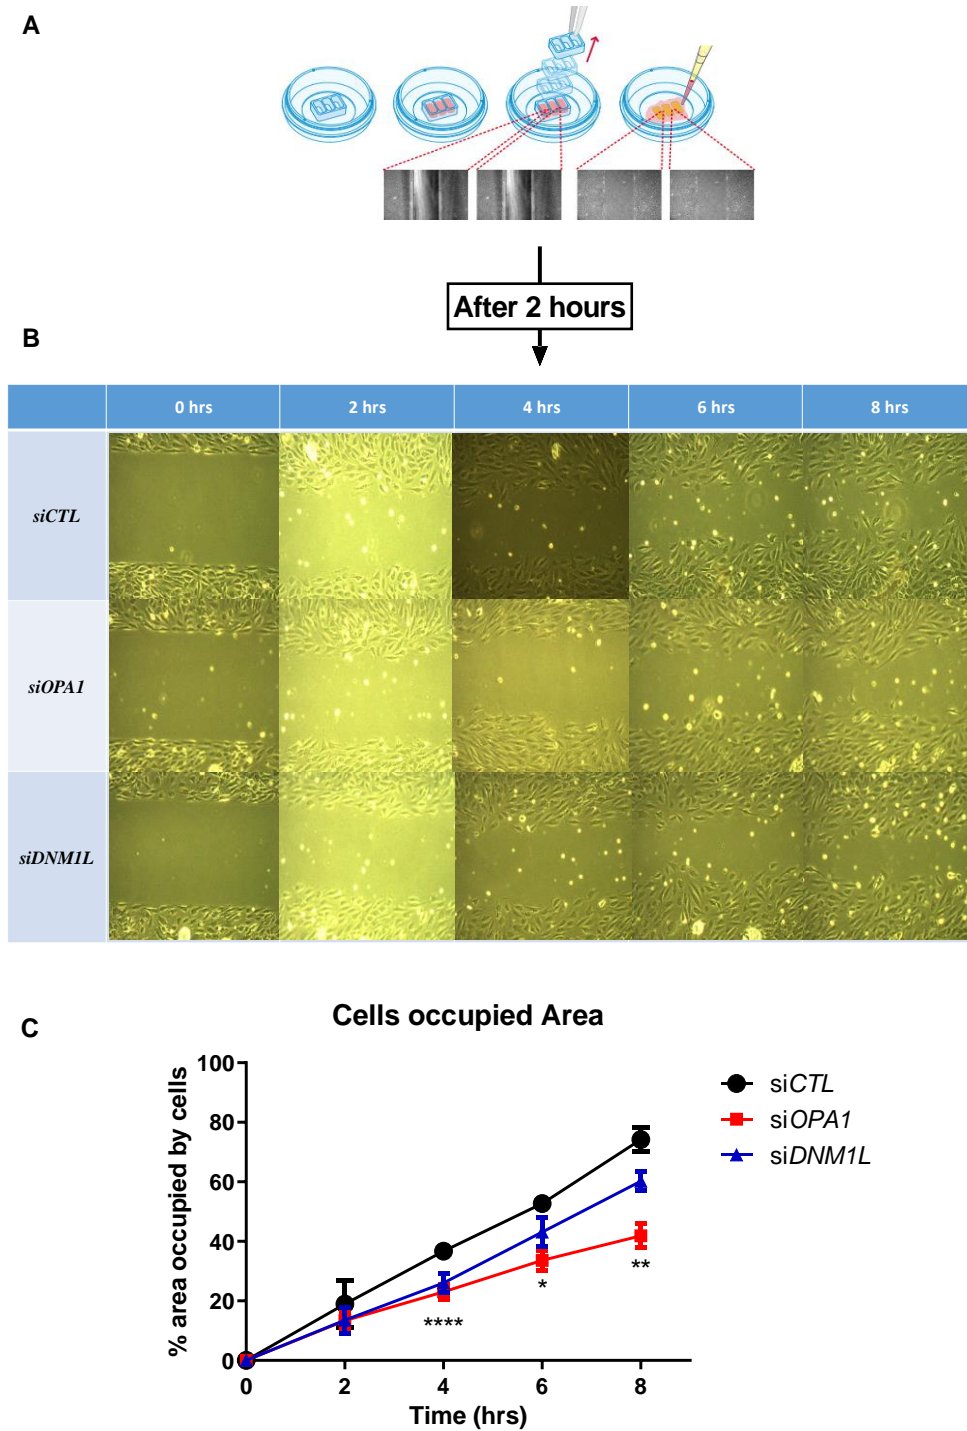 A
After 2 hours
B
0 hrs 2 hrs 4 hrs 6 hrs 8 hrs
siCTL
siOPA1
siDNM1L
C
Cells occupied Area
% area occupied by cells
100
80
60
40
20
0
0 2 4 6 8
Time (hrs)
****
*
**
siCTL
siOPA1
siDNM1L